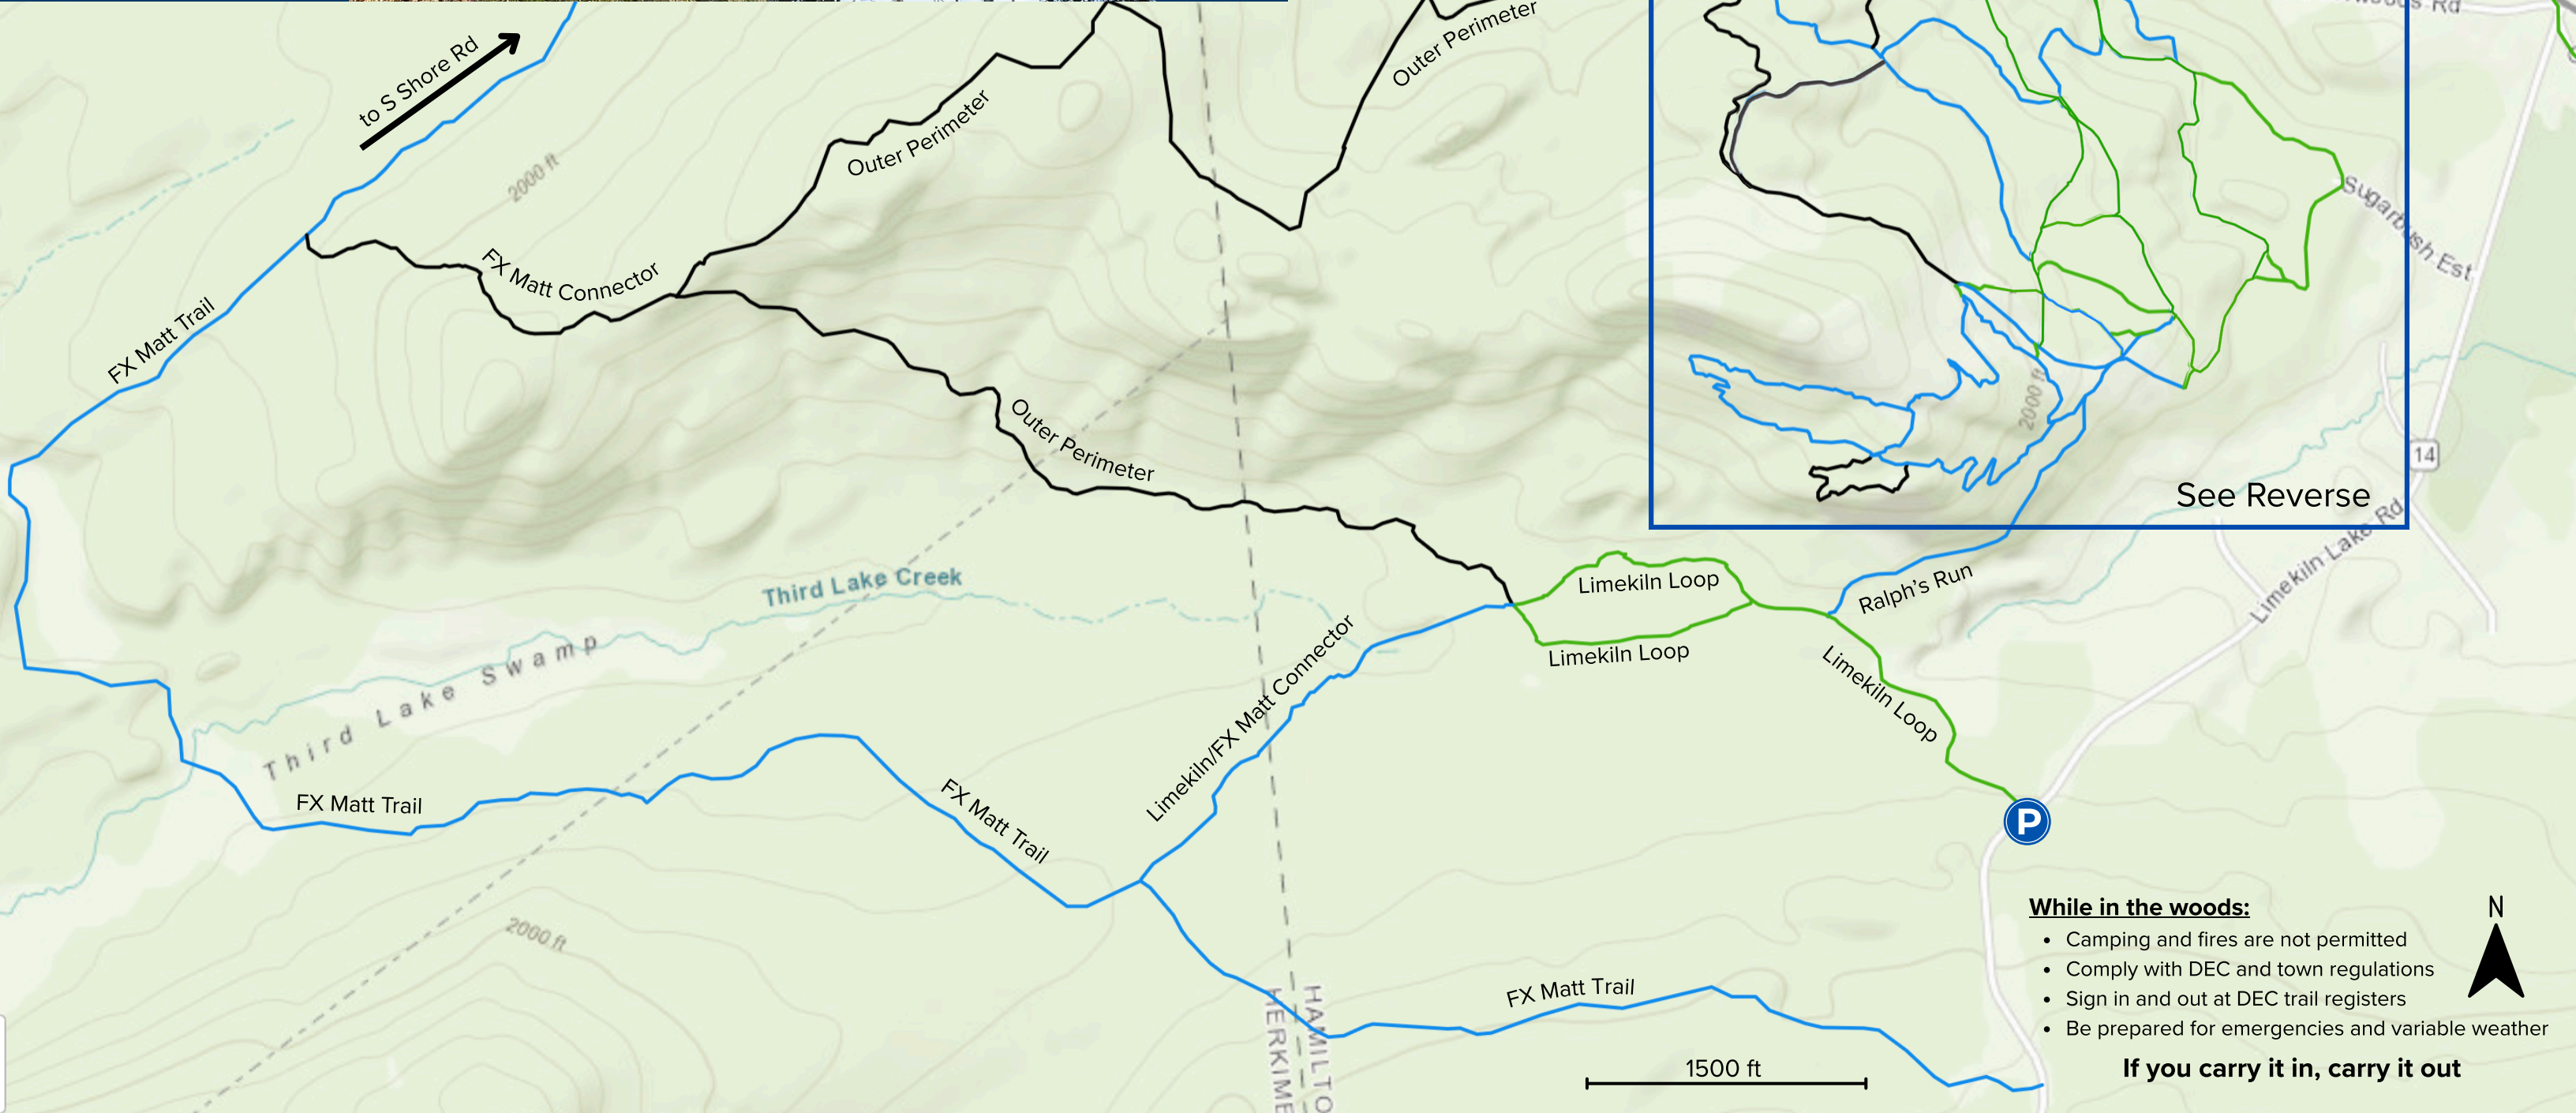 to S Shore Rd
Outer Perimeter
Outer Perimeter
2000 ft
FX Matt Connector
FX Matt Trail
Sugarbush Est
2000 ft
Outer Perimeter
14
See Reverse
Limekiln Lake Rd
Third Lake Creek
Limekiln Loop
Ralph's Run
Limekiln Loop
Third Lake Swamp
Limekiln/FX Matt Connector
Limekiln Loop
FX Matt Trail
FX Matt Trail
P
2000 ft
While in the woods:
• Camping and fires are not permitted
• Comply with DEC and town regulations
• Sign in and out at DEC trail registers
• Be prepared for emergencies and variable weather
If you carry it in, carry it out
N
FX Matt Trail
HAMILTO
HERKIME
1500 ft